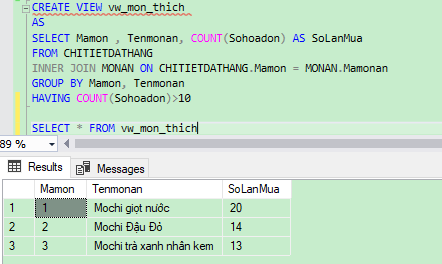 CREATE VIEW vw_mon_thich
AS
SELECT Mamon , Tenmonan, COUNT(Sohoadon) AS SoLanMua
FROM CHITIETDATHANG
INNER JOIN MONAN ON CHITIETDATHANG.Mamon = MONAN.Mamonan
GROUP BY Mamon, Tenmonan
HAVING COUNT(Sohoadon)>10
SELECT * FROM vw_mon_thich
89 %
Results Messages
Mamon Tenmonan SoLanMua
1 1 Mochi giọt nước 20
2 2 Mochi Đậu Đỏ 14
3 3 Mochi trà xanh nhân kem 13